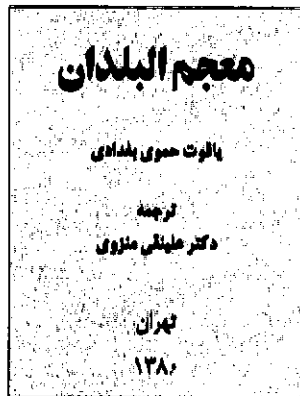 معجم البلدان
یاقوت حموی بغدادی
ترجمه
دکتر علینقی منزوی
تهران
۱۳۸۰